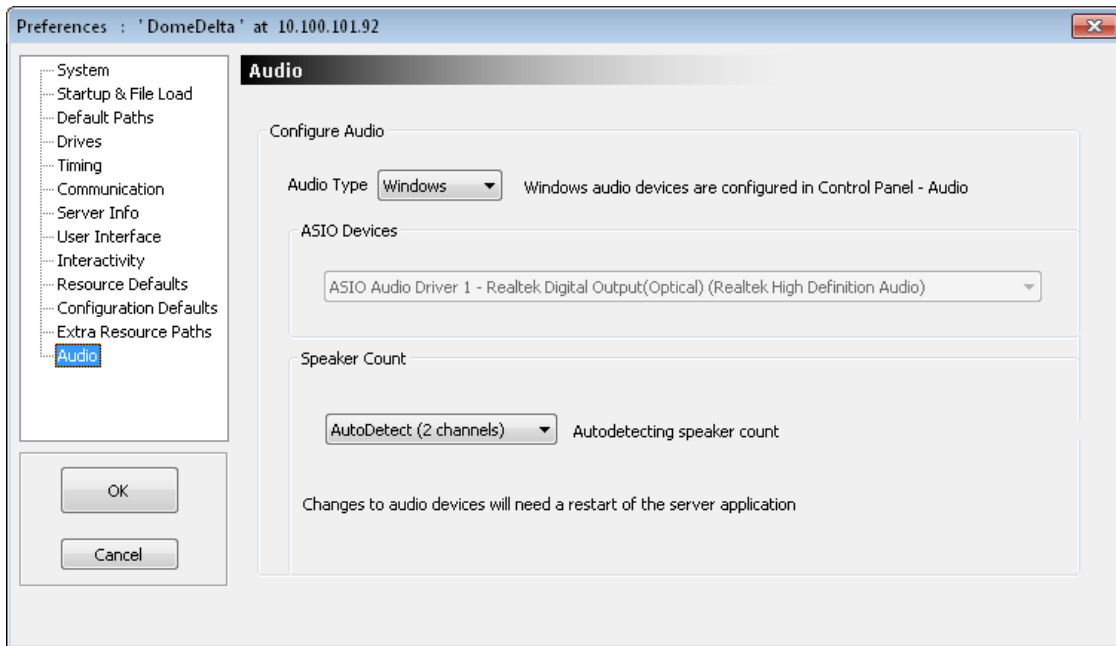 Preferences : 'DomeDelta' at 10.100.101.92
System
Startup & File Load
Default Paths
Drives
Timing
Communication
Server Info
User Interface
Interactivity
Resource Defaults
Configuration Defaults
Extra Resource Paths
Audio
OK
Cancel
Audio
Configure Audio
Audio Type Windows Windows audio devices are configured in Control Panel - Audio
ASIO Devices
ASIO Audio Driver 1 - Realtek Digital Output(Optical) (Realtek High Definition Audio)
Speaker Count
AutoDetect (2 channels) Autodetecting speaker count
Changes to audio devices will need a restart of the server application